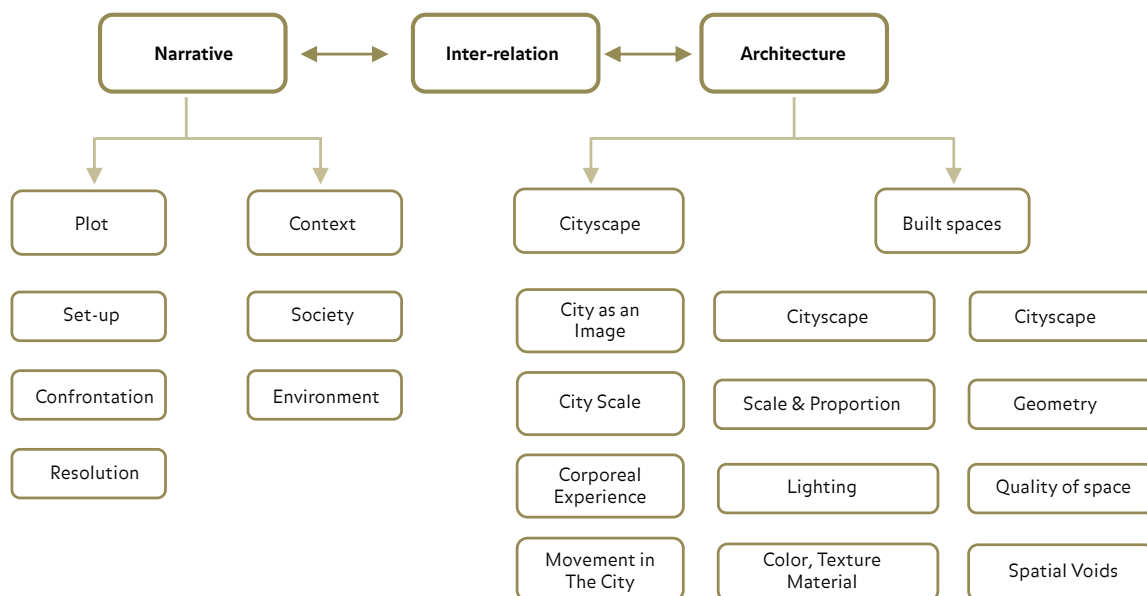 Narrative
Inter-relation
Architecture
Plot
Context
Cityscape
Built spaces
Set-up
Society
City as an
Image
Cityscape
Cityscape
Confrontation
Environment
City Scale
Scale & Proportion
Geometry
Resolution
Corporeal
Experience
Lighting
Quality of space
Movement in
The City
Color, Texture
Material
Spatial Voids